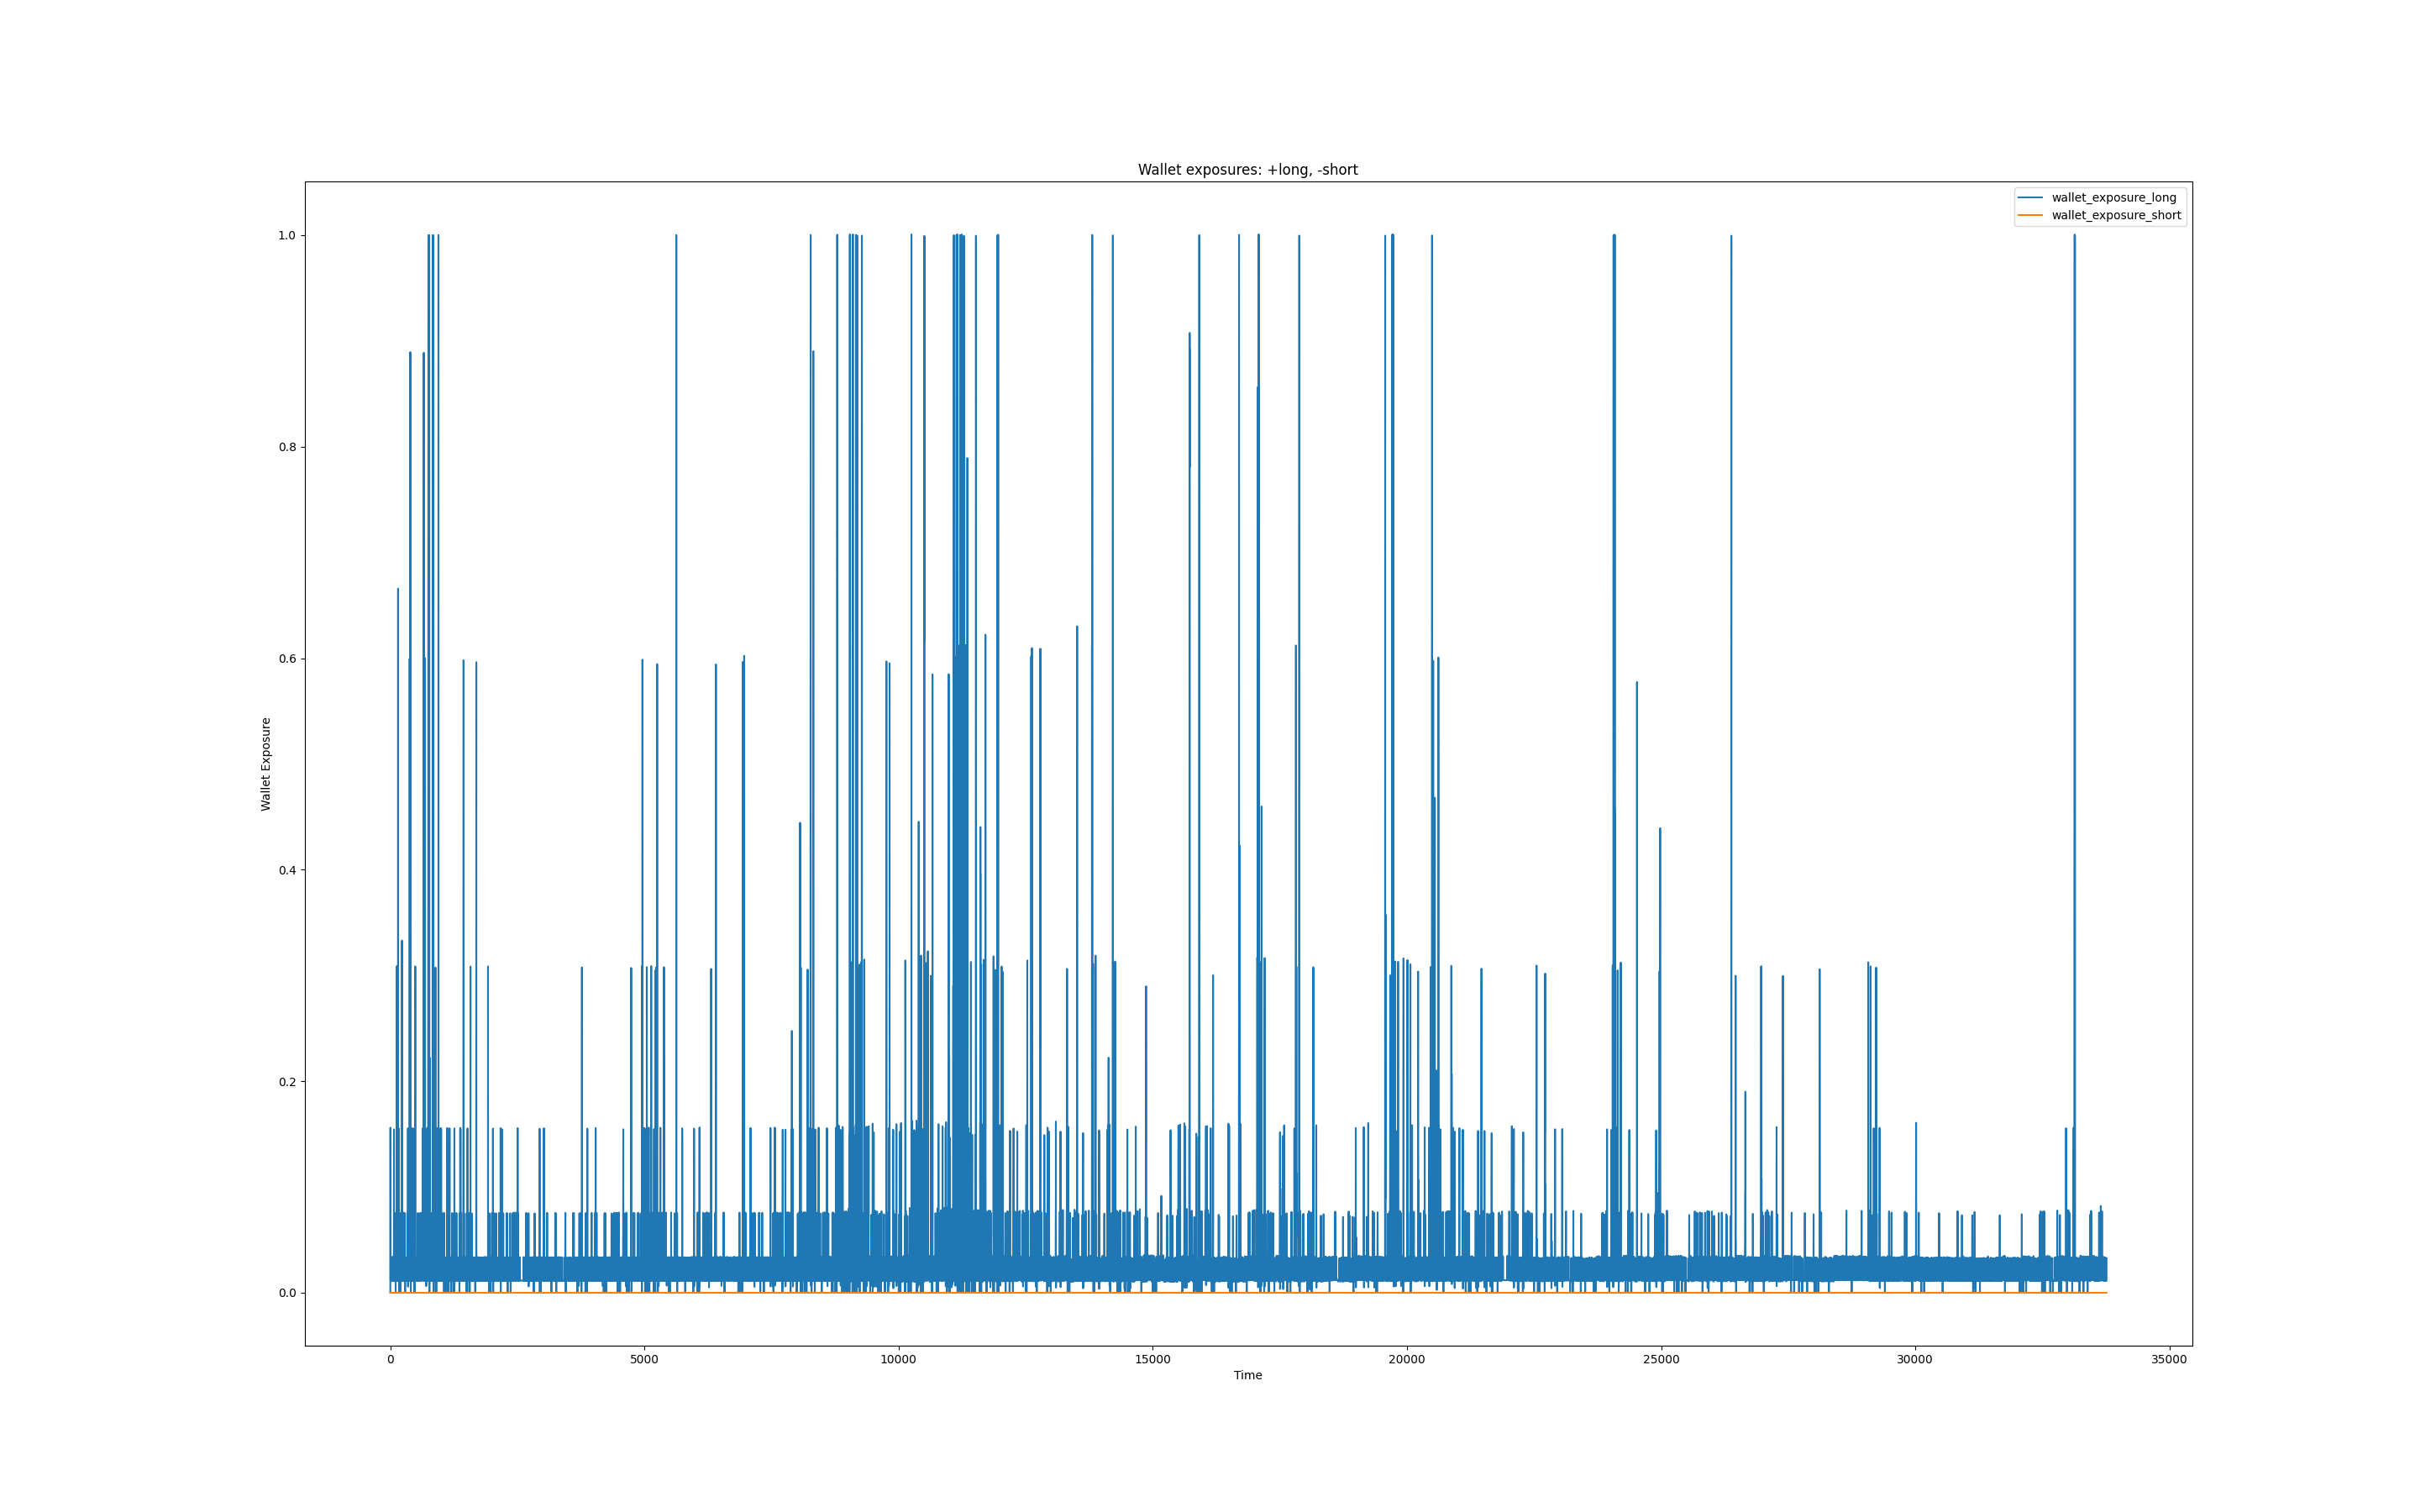 Wallet exposures: +long, -short
wallet_exposure_long
wallet_exposure_short
1.0
0.8
0.6
0.4
0.2
0.0
Wallet Exposure
0 5000 10000 15000 20000 25000 30000 35000
Time